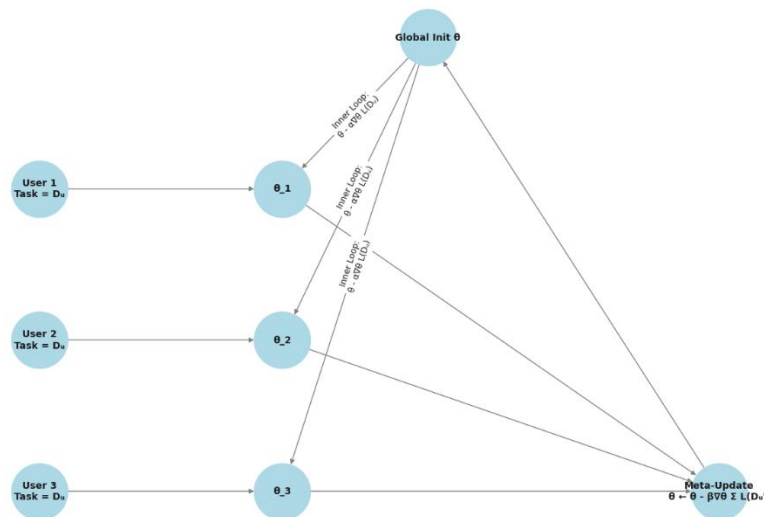 Global Init θ
Inner Loop:
θ - α∇θ L(Dᵤ)
Inner Loop:
θ - α∇θ L(Dᵤ)
Inner Loop:
θ - α∇θ L(Dᵤ)
User 1
Task = Dᵤ
θ_1
User 2
Task = Dᵤ
θ_2
User 3
Task = Dᵤ
θ_3
Meta-Update
θ ← θ - β∇θ Σ L(Dᵤ'